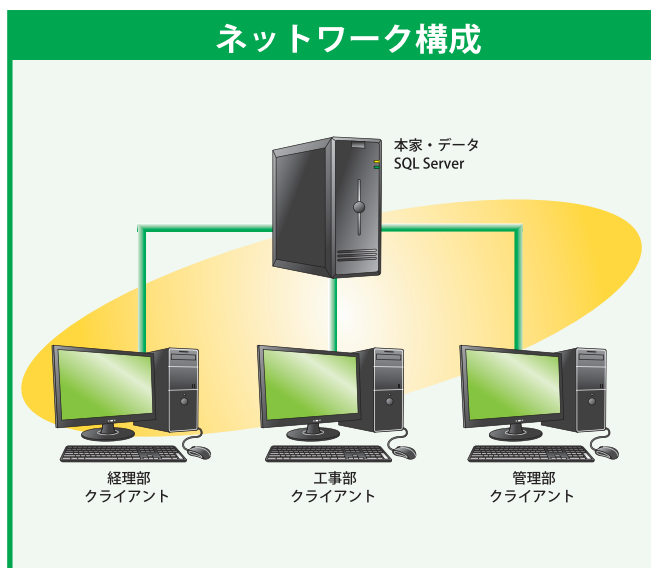 ネットワーク構成
本家・データ
SQL Server
経理部
クライアント
工事部
クライアント
管理部
クライアント